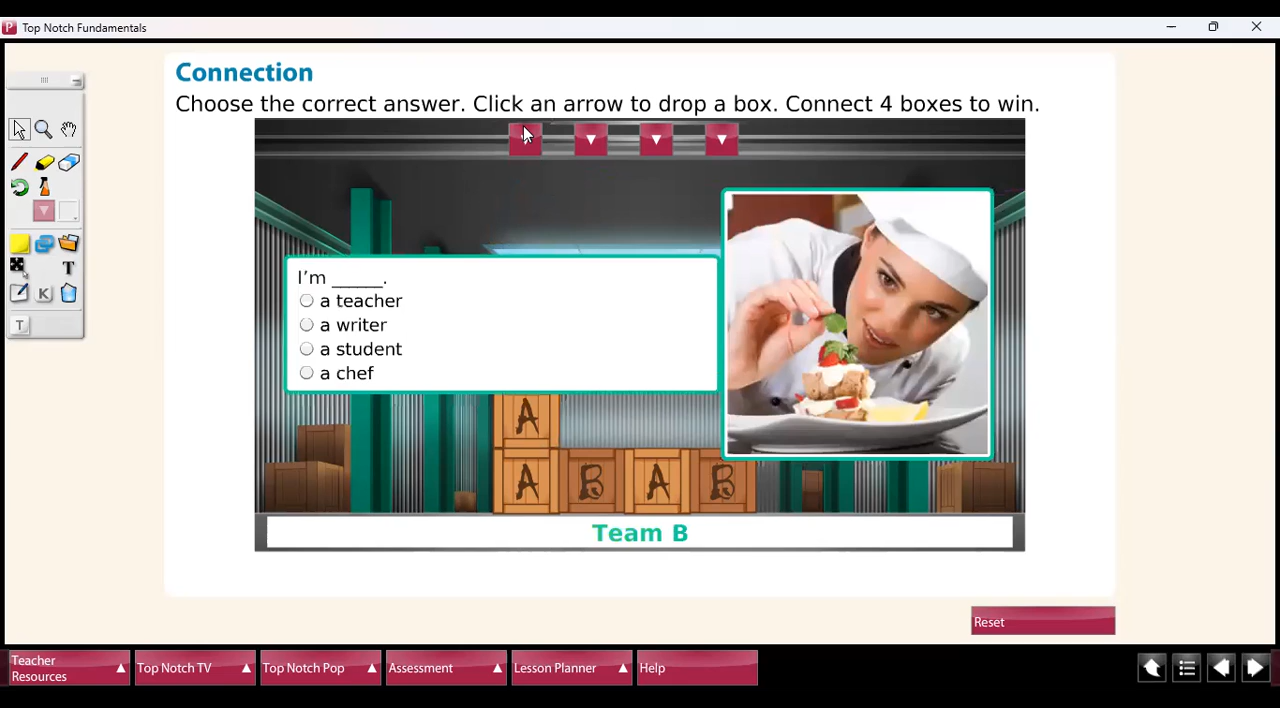 Top Notch Fundamentals
Connection
Choose the correct answer. Click an arrow to drop a box. Connect 4 boxes to win.
I'm ______.
a teacher
a writer
a student
a chef
A
A B A B
Team B
Reset
Teacher Resources
Top Notch TV
Top Notch Pop
Assessment
Lesson Planner
Help
T
K
T